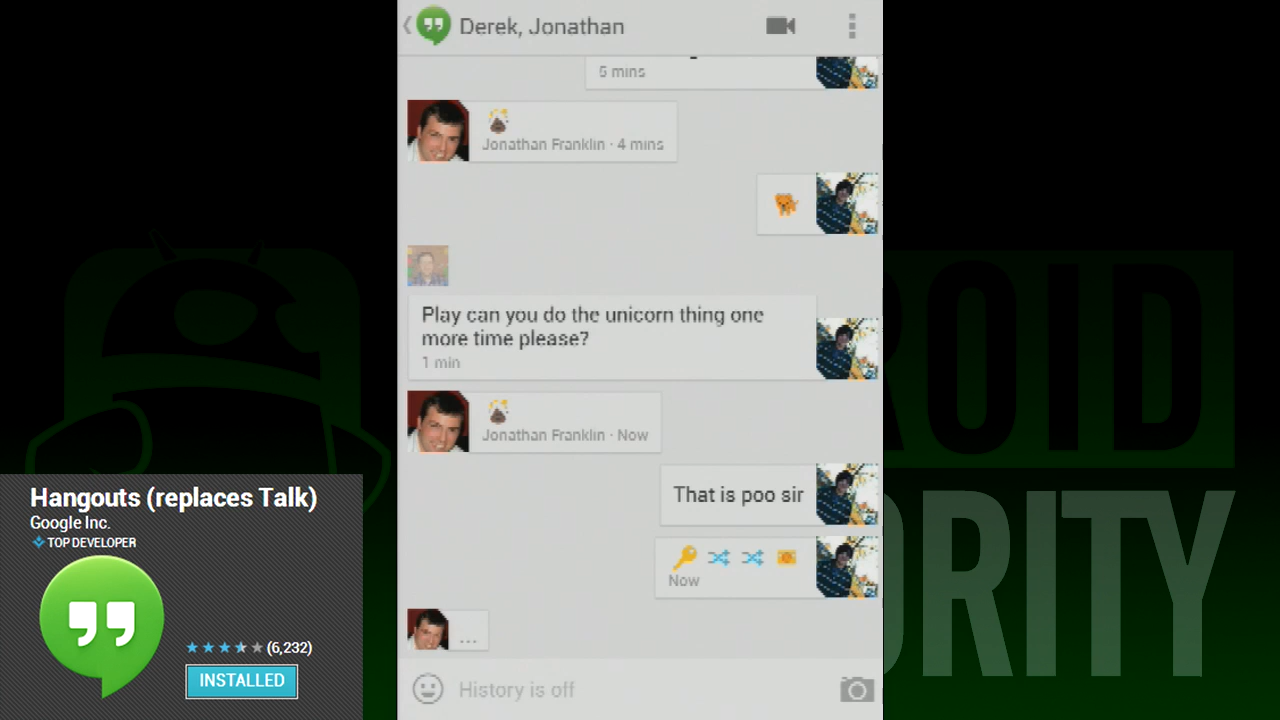 Derek, Jonathan
5 mins
Jonathan Franklin · 4 mins
Play can you do the unicorn thing one
more time please?
1 min
Jonathan Franklin · Now
That is poo sir
Now
...
History is off
Hangouts (replaces Talk)
Google Inc.
TOP DEVELOPER
(6,232)
INSTALLED
ROID
ORITY